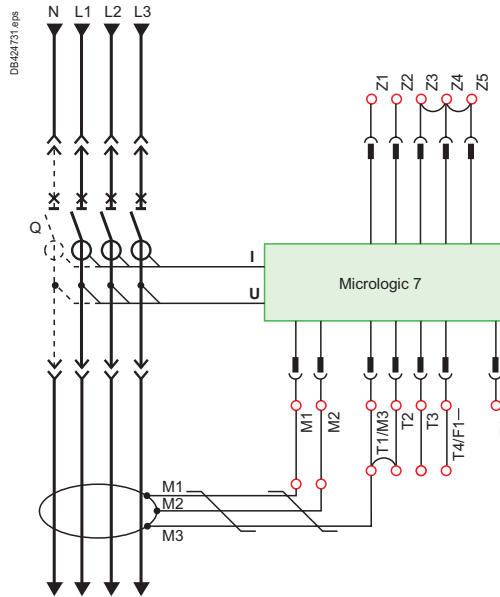 DB424731.eps
N L1 L2 L3
Z1 Z2 Z3 Z4 Z5
Q
I
U
Micrologic 7
M1 M2 T1/M3 T2 T3 T4/F1—
M1
M2
M3